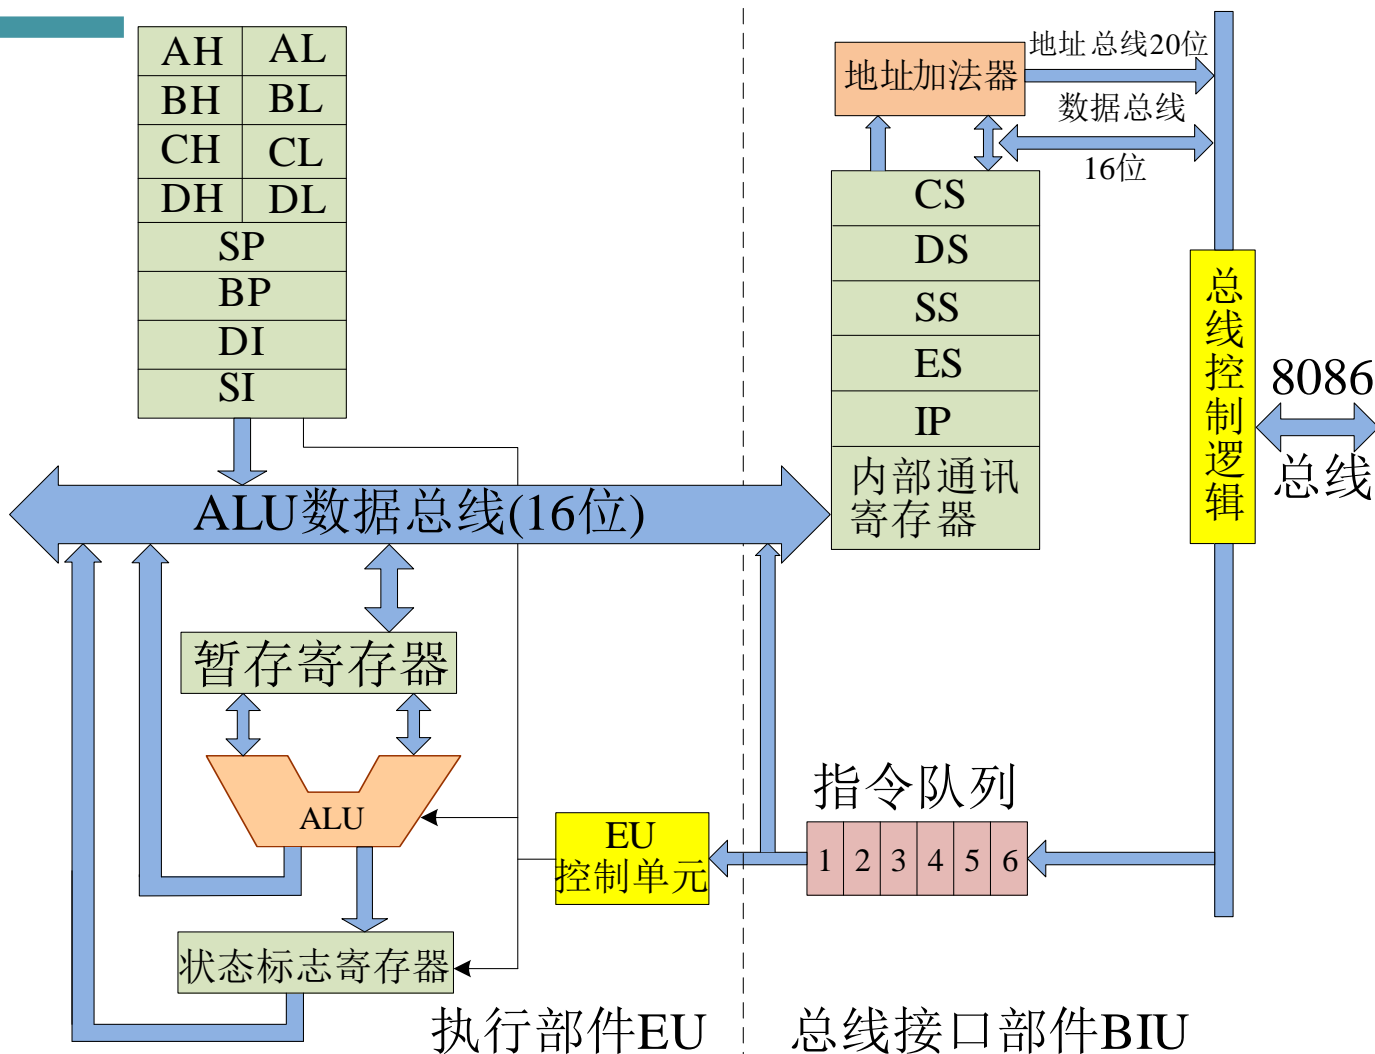 AH AL
BH BL
CH CL
DH DL
SP
BP
DI
SI
ALU数据总线(16位)
暂存寄存器
ALU
EU
控制单元
状态标志寄存器
执行部件EU
地址加法器
地址总线20位
数据总线
16位
CS
DS
SS
ES
IP
内部通讯
寄存器
总线控制逻辑
8086
总线
指令队列
1 2 3 4 5 6
总线接口部件BIU